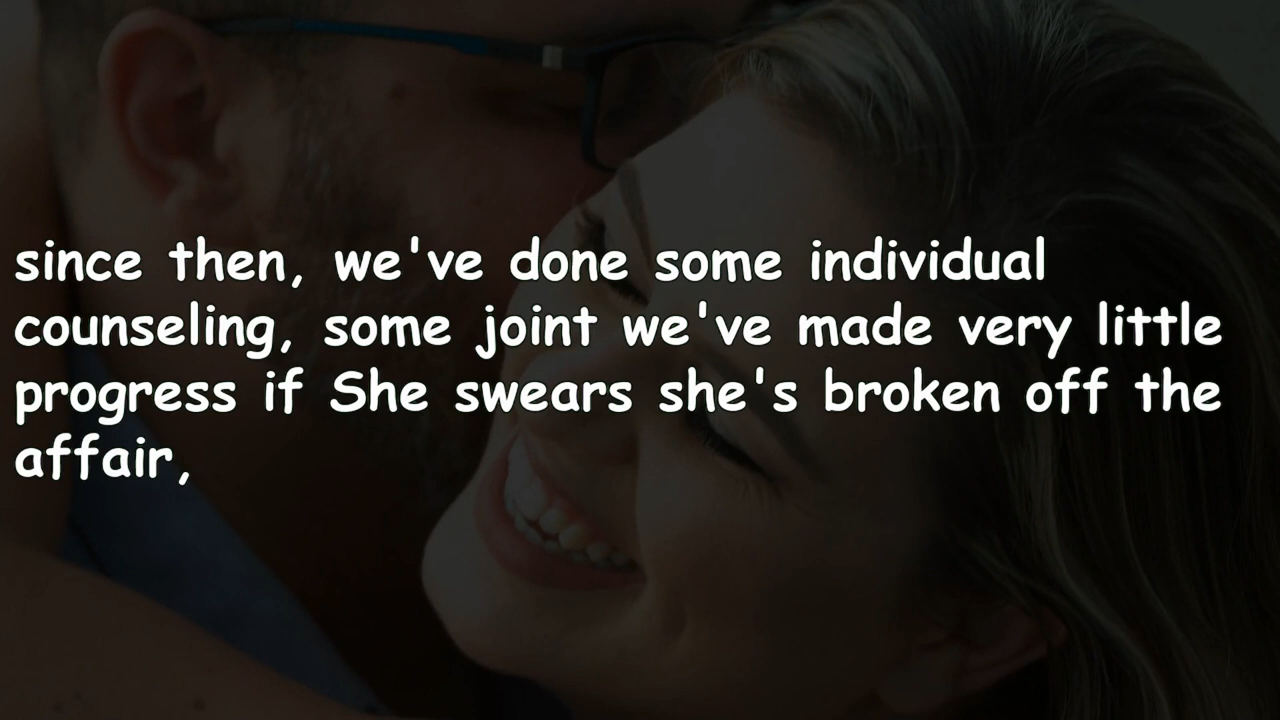 since then, we've done some individual
counseling, some joint we've made very little
progress if She swears she's broken off the
affair,